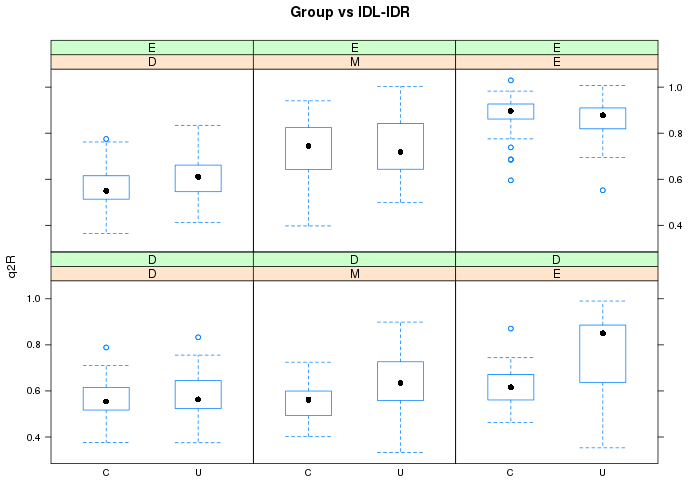 Group vs IDL-IDR
E E E
D M E
1.0
0.8
0.6
0.4
q2R
D D D
D M E
1.0
0.8
0.6
0.4
C U C U C U